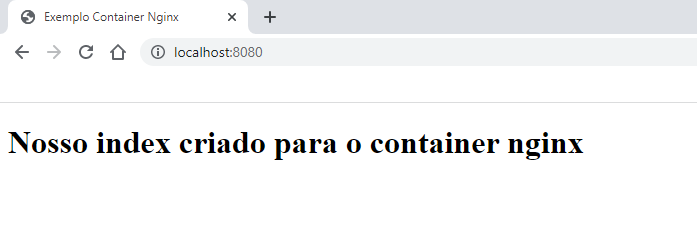 Exemplo Container Nginx
localhost:8080
Nosso index criado para o container nginx